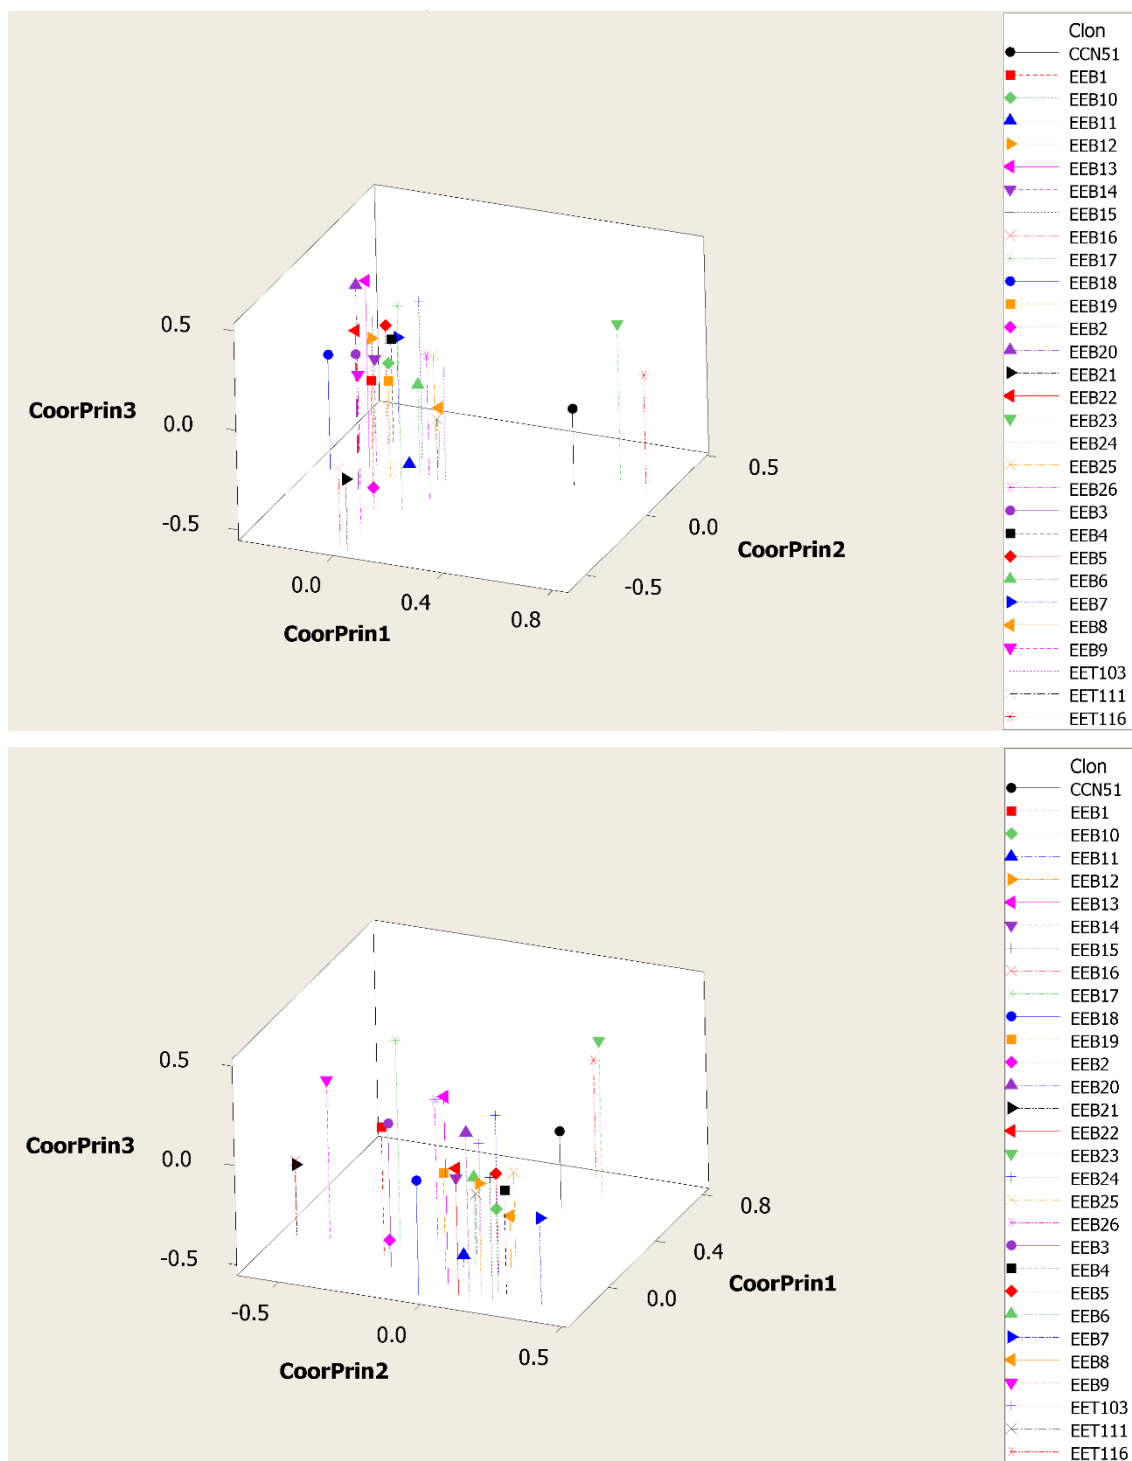 Clon
CCN51
EEB1
EEB10
EEB11
EEB12
EEB13
EEB14
EEB15
EEB16
EEB17
EEB18
EEB19
EEB2
EEB20
EEB21
EEB22
EEB23
EEB24
EEB25
EEB26
EEB3
EEB4
EEB5
EEB6
EEB7
EEB8
EEB9
EET103
EET111
EET116
0.5
CoorPrin3
0.0
-0.5
0.0
0.4
0.8
CoorPrin1
-0.5
0.0
0.5
CoorPrin2
Clon
CCN51
EEB1
EEB10
EEB11
EEB12
EEB13
EEB14
EEB15
EEB16
EEB17
EEB18
EEB19
EEB2
EEB20
EEB21
EEB22
EEB23
EEB24
EEB25
EEB26
EEB3
EEB4
EEB5
EEB6
EEB7
EEB8
EEB9
EET103
EET111
EET116
0.5
CoorPrin3
0.0
-0.5
-0.5
0.0
0.5
CoorPrin2
0.0
0.4
0.8
CoorPrin1